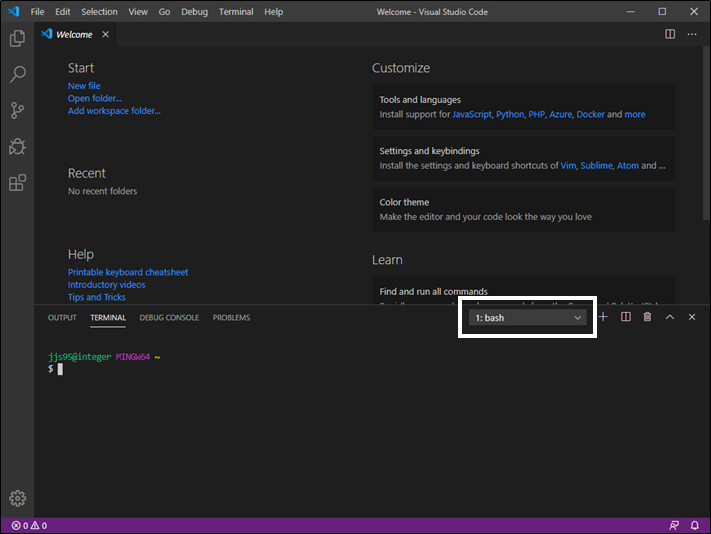 File Edit Selection View Go Debug Terminal Help Welcome - Visual Studio Code
Welcome
Start
New file
Open folder...
Add workspace folder...
Recent
No recent folders
Help
Printable keyboard cheatsheet
Introductory videos
Tips and Tricks
Customize
Tools and languages
Install support for JavaScript, Python, PHP, Azure, Docker and more
Settings and keybindings
Install the settings and keyboard shortcuts of Vim, Sublime, Atom and ...
Color theme
Make the editor and your code look the way you love
Learn
Find and run all commands
OUTPUT TERMINAL DEBUG CONSOLE PROBLEMS 1: bash
jjs95@integer MINGW64 ~
$
0 0